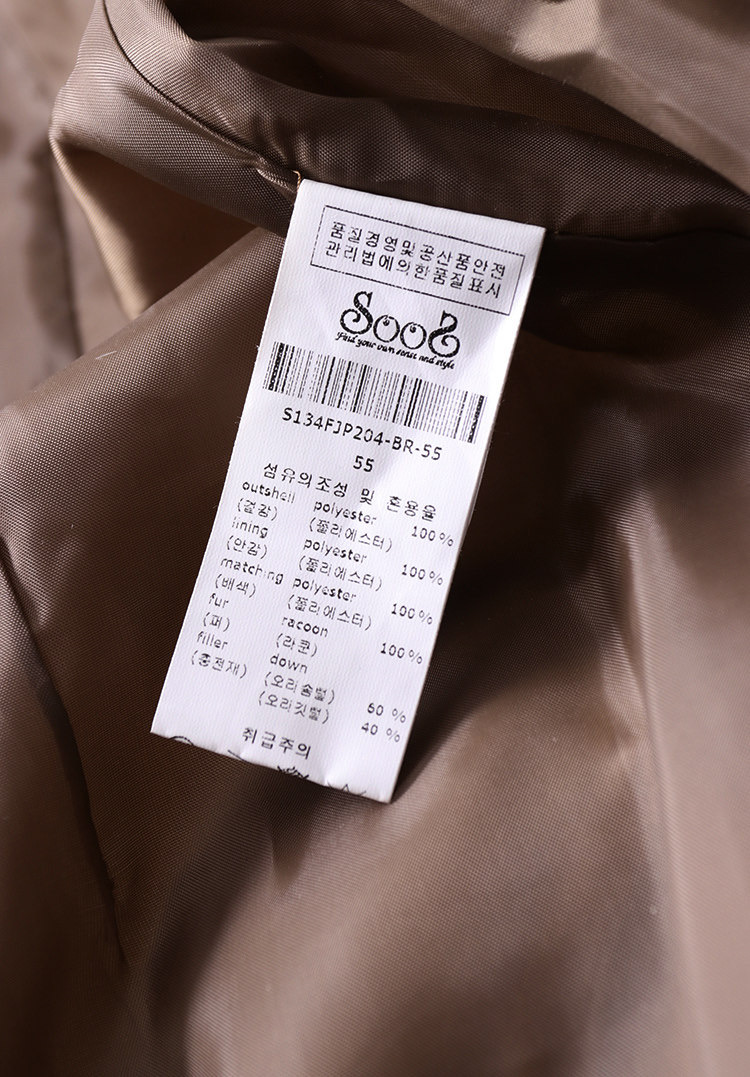 품질경영및공산품안전
관리법에의한품질표시
SooS
Find your own sense and style
S134FJP204-BR-55
55
섬유의조성 및 혼용율
outshell polyester 100%
(겉감) (폴리에스터)
lining polyester 100%
(안감) (폴리에스터)
matching polyester 100%
(배색) (폴리에스터)
fur racoon 100%
(퍼) (라쿤)
filler down
(충전재) (오리솜털) 60%
(오리깃털) 40%
취급주의